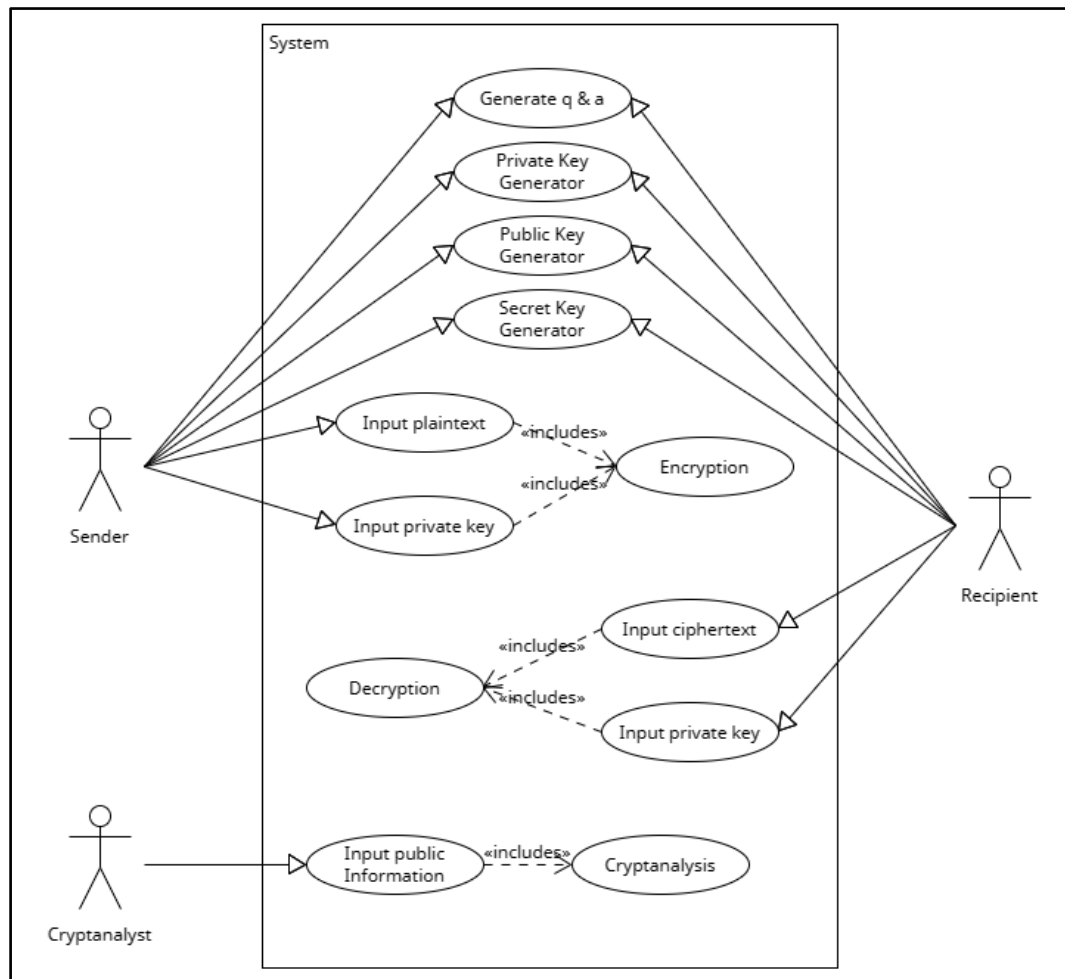 System
Generate q & a
Private Key
Generator
Public Key
Generator
Secret Key
Generator
Input plaintext
«includes»
Encryption
«includes»
Input private key
Sender
Recipient
Input ciphertext
«includes»
Decryption
«includes»
Input private key
Input public
Information
«includes»
Cryptanalysis
Cryptanalyst